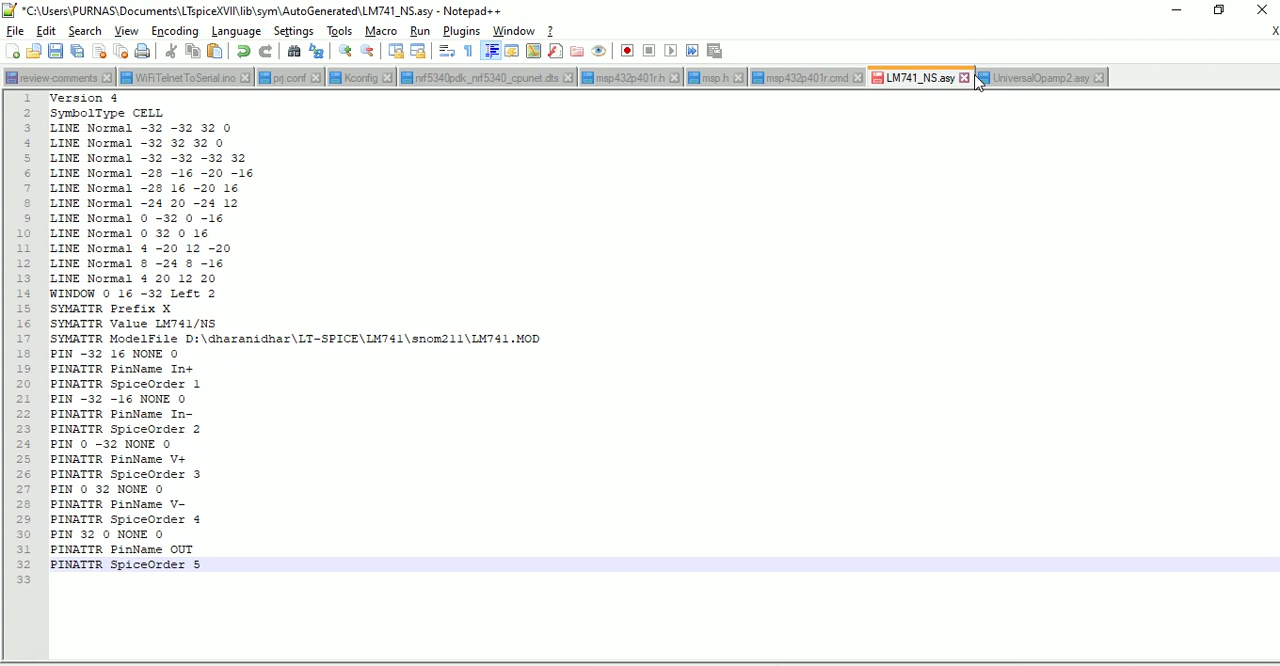 *C:\Users\PURNAS\Documents\LTspiceXVII\lib\sym\AutoGenerated\LM741_NS.asy - Notepad++
File Edit Search View Encoding Language Settings Tools Macro Run Plugins Window ? X
review-comments WiFiTelnetToSerial.ino prj.conf Kconfig nrf5340pdk_nrf5340_cpunet.dts msp432p401r.h msp.h msp432p401r.cmd LM741_NS.asy UniversalOpamp2.asy
1 Version 4
2 SymbolType CELL
3 LINE Normal -32 -32 32 0
4 LINE Normal -32 32 32 0
5 LINE Normal -32 -32 -32 32
6 LINE Normal -28 -16 -20 -16
7 LINE Normal -28 16 -20 16
8 LINE Normal -24 20 -24 12
9 LINE Normal 0 -32 0 -16
10 LINE Normal 0 32 0 16
11 LINE Normal 4 -20 12 -20
12 LINE Normal 8 -24 8 -16
13 LINE Normal 4 20 12 20
14 WINDOW 0 16 -32 Left 2
15 SYMATTR Prefix X
16 SYMATTR Value LM741/NS
17 SYMATTR ModelFile D:\dharanidhar\LT-SPICE\LM741\snom211\LM741.MOD
18 PIN -32 16 NONE 0
19 PINATTR PinName In+
20 PINATTR SpiceOrder 1
21 PIN -32 -16 NONE 0
22 PINATTR PinName In-
23 PINATTR SpiceOrder 2
24 PIN 0 -32 NONE 0
25 PINATTR PinName V+
26 PINATTR SpiceOrder 3
27 PIN 0 32 NONE 0
28 PINATTR PinName V-
29 PINATTR SpiceOrder 4
30 PIN 32 0 NONE 0
31 PINATTR PinName OUT
32 PINATTR SpiceOrder 5
33